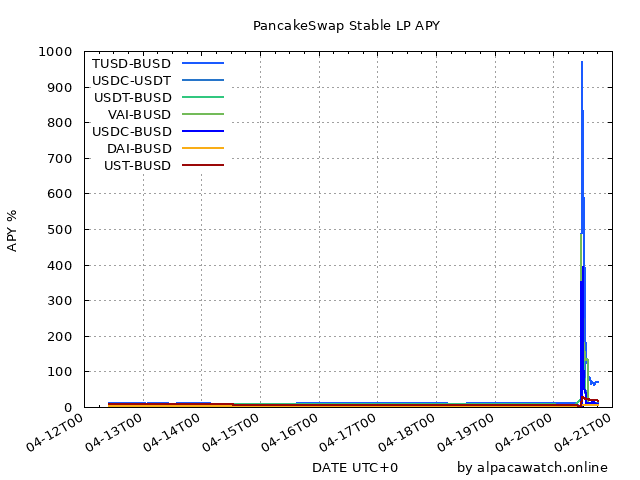 PancakeSwap Stable LP APY
1000
900
800
700
600
500
400
300
200
100
0
APY %
TUSD-BUSD
USDC-USDT
USDT-BUSD
VAI-BUSD
USDC-BUSD
DAI-BUSD
UST-BUSD
04-12T00
04-13T00
04-14T00
04-15T00
04-16T00
04-17T00
04-18T00
04-19T00
04-20T00
04-21T00
DATE UTC+0
by alpacawatch.online